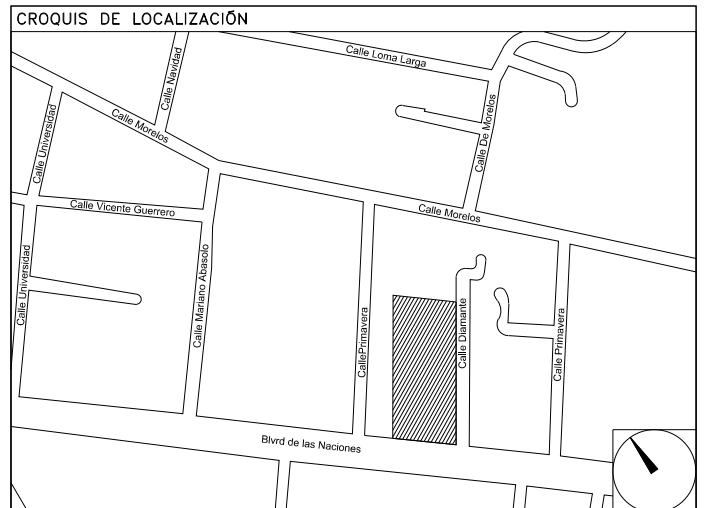 CROQUIS DE LOCALIZACIÓN
Calle Loma Larga
Calle Navidad
Calle Morelos
Calle Universidad
Calle De Morelos
Calle Vicente Guerrero
Calle Morelos
Calle Universidad
Calle Mariano Abasolo
CallePrimavera
Calle Diamante
Calle Primavera
Blvrd de las Naciones